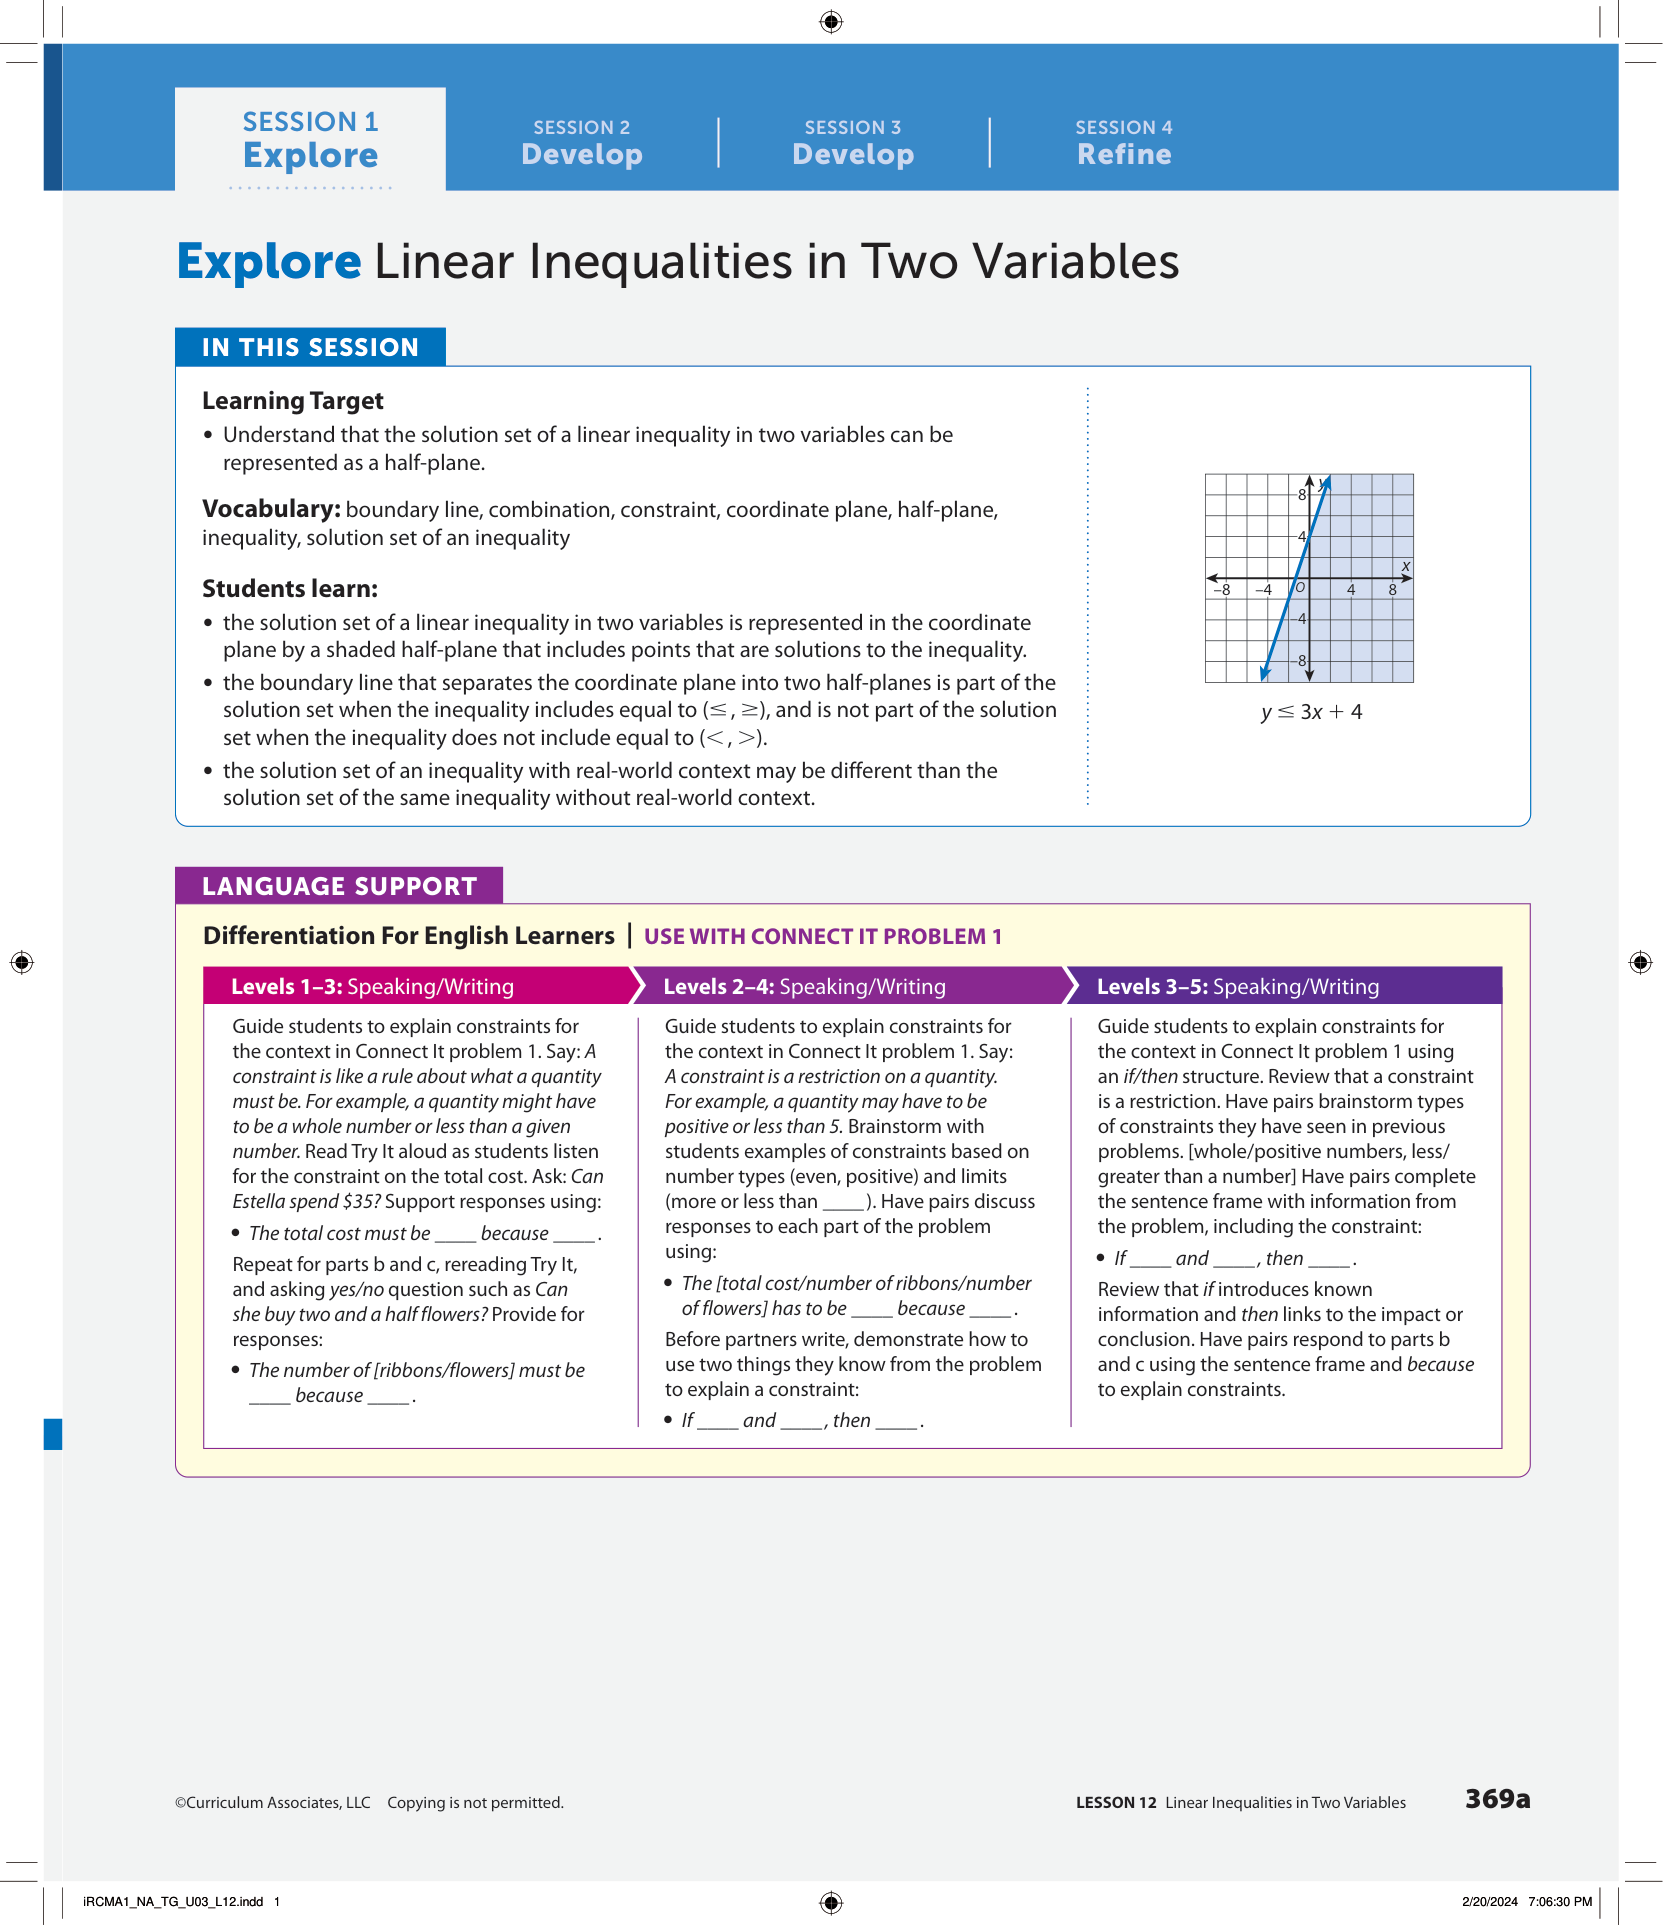 SESSION 1
Explore
SESSION 2
Develop
SESSION 3
Develop
SESSION 4
Refine
Explore Linear Inequalities in Two Variables
IN THIS SESSION
Learning Target
• Understand that the solution set of a linear inequality in two variables can be
represented as a half-plane.
Vocabulary: boundary line, combination, constraint, coordinate plane, half-plane,
inequality, solution set of an inequality
Students learn:
• the solution set of a linear inequality in two variables is represented in the coordinate
plane by a shaded half-plane that includes points that are solutions to the inequality.
• the boundary line that separates the coordinate plane into two half-planes is part of the
solution set when the inequality includes equal to (≤, ≥), and is not part of the solution
set when the inequality does not include equal to (<, >).
• the solution set of an inequality with real-world context may be different than the
solution set of the same inequality without real-world context.
y
8
4
x
–8 –4 O 4 8
–4
–8
y ≤ 3x + 4
LANGUAGE SUPPORT
Differentiation For English Learners | USE WITH CONNECT IT PROBLEM 1
Levels 1–3: Speaking/Writing
Guide students to explain constraints for
the context in Connect It problem 1. Say: A
constraint is like a rule about what a quantity
must be. For example, a quantity might have
to be a whole number or less than a given
number. Read Try It aloud as students listen
for the constraint on the total cost. Ask: Can
Estella spend $35? Support responses using:
• The total cost must be ____ because ____.
Repeat for parts b and c, rereading Try It,
and asking yes/no question such as Can
she buy two and a half flowers? Provide for
responses:
• The number of [ribbons/flowers] must be
____ because ____.
Levels 2–4: Speaking/Writing
Guide students to explain constraints for
the context in Connect It problem 1. Say:
A constraint is a restriction on a quantity.
For example, a quantity may have to be
positive or less than 5. Brainstorm with
students examples of constraints based on
number types (even, positive) and limits
(more or less than ____). Have pairs discuss
responses to each part of the problem
using:
• The [total cost/number of ribbons/number
of flowers] has to be ____ because ____.
Before partners write, demonstrate how to
use two things they know from the problem
to explain a constraint:
• If ____ and ____, then ____.
Levels 3–5: Speaking/Writing
Guide students to explain constraints for
the context in Connect It problem 1 using
an if/then structure. Review that a constraint
is a restriction. Have pairs brainstorm types
of constraints they have seen in previous
problems. [whole/positive numbers, less/
greater than a number] Have pairs complete
the sentence frame with information from
the problem, including the constraint:
• If ____ and ____, then ____.
Review that if introduces known
information and then links to the impact or
conclusion. Have pairs respond to parts b
and c using the sentence frame and because
to explain constraints.
©Curriculum Associates, LLC Copying is not permitted.
LESSON 12 Linear Inequalities in Two Variables 369a
iRCMA1_NA_TG_U03_L12.indd 1
2/20/2024 7:06:30 PM